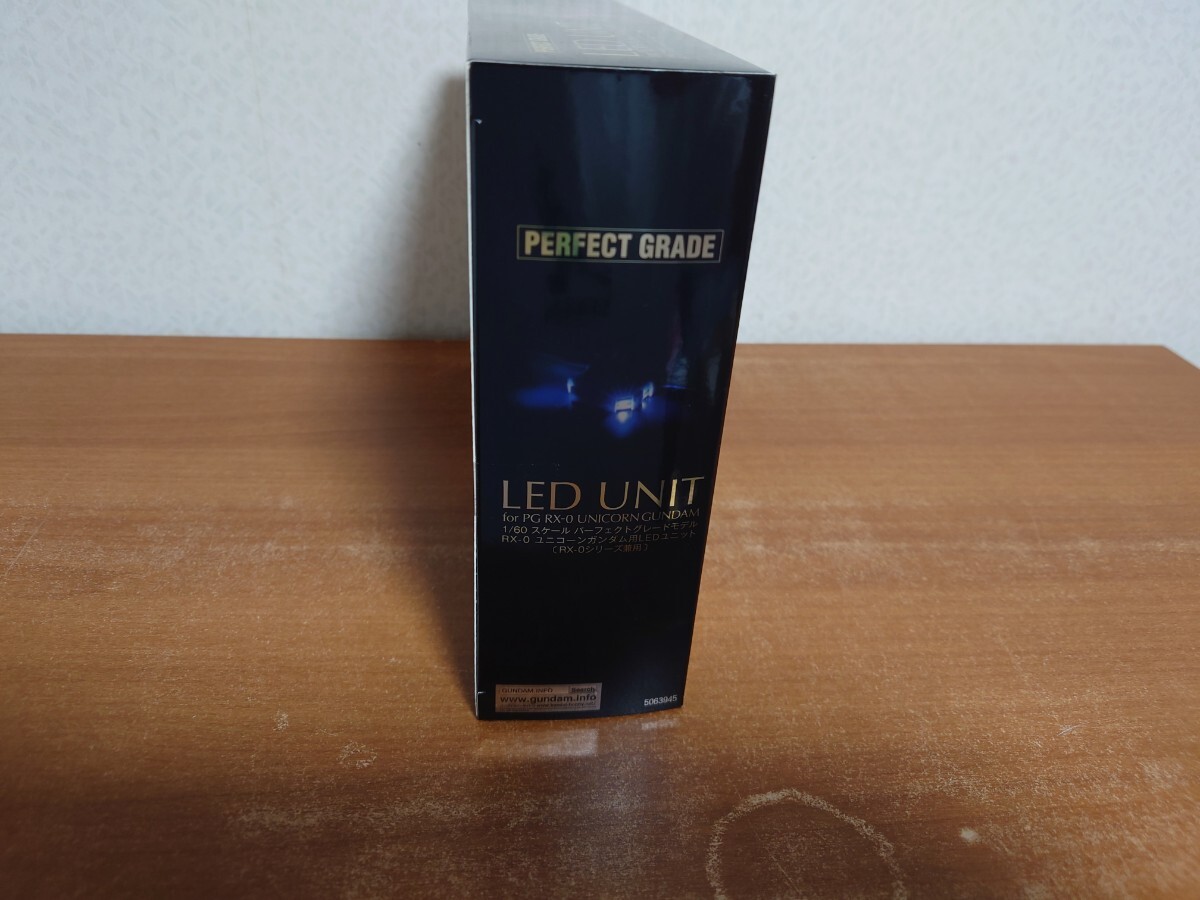 PERFECT GRADE
LED UNIT
for PG RX-0 UNICORN GUNDAM
1/60 スケール パーフェクトグレードモデル
RX-0 ユニコーンガンダム用LEDユニット
〔RX-0シリーズ兼用〕
GUNDAM INFO Search
www.gundam.info
5063945